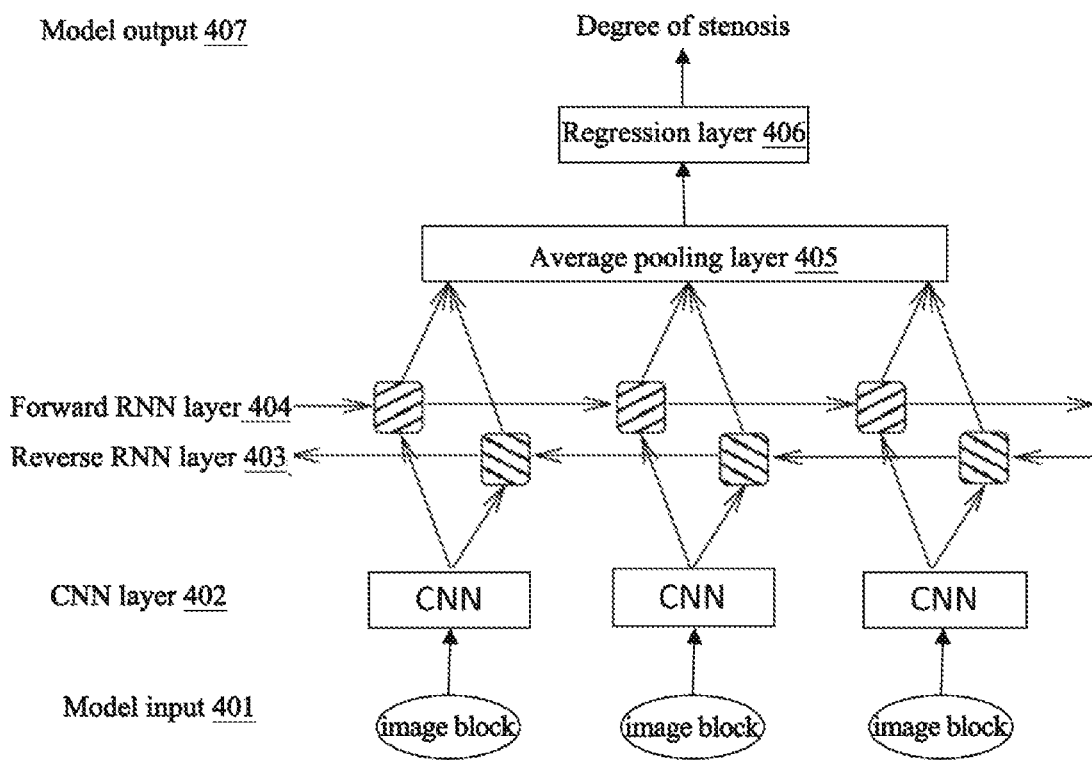 Model output 407
Degree of stenosis
Regression layer 406
Average pooling layer 405
Forward RNN layer 404
Reverse RNN layer 403
CNN layer 402
CNN
CNN
CNN
Model input 401
image block
image block
image block